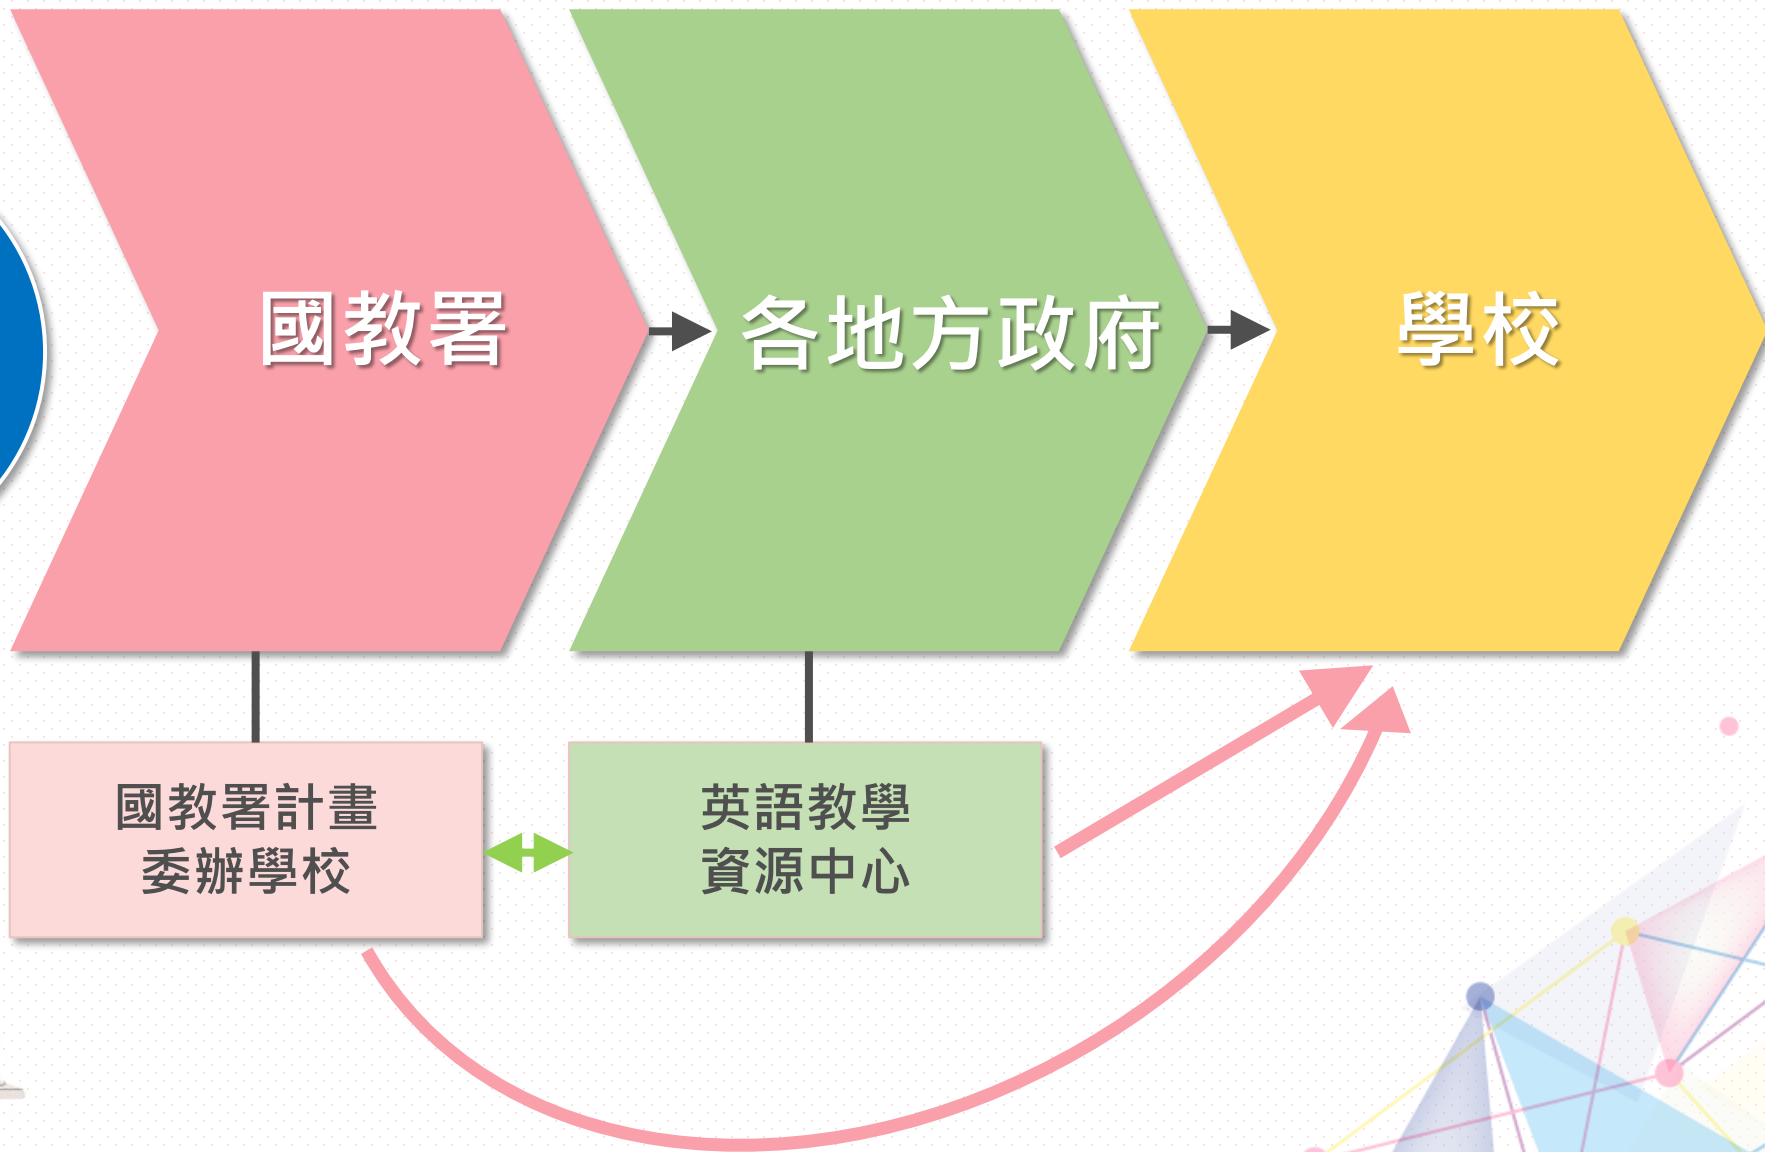 國教署
各地方政府
學校
國教署計畫
委辦學校
英語教學
資源中心